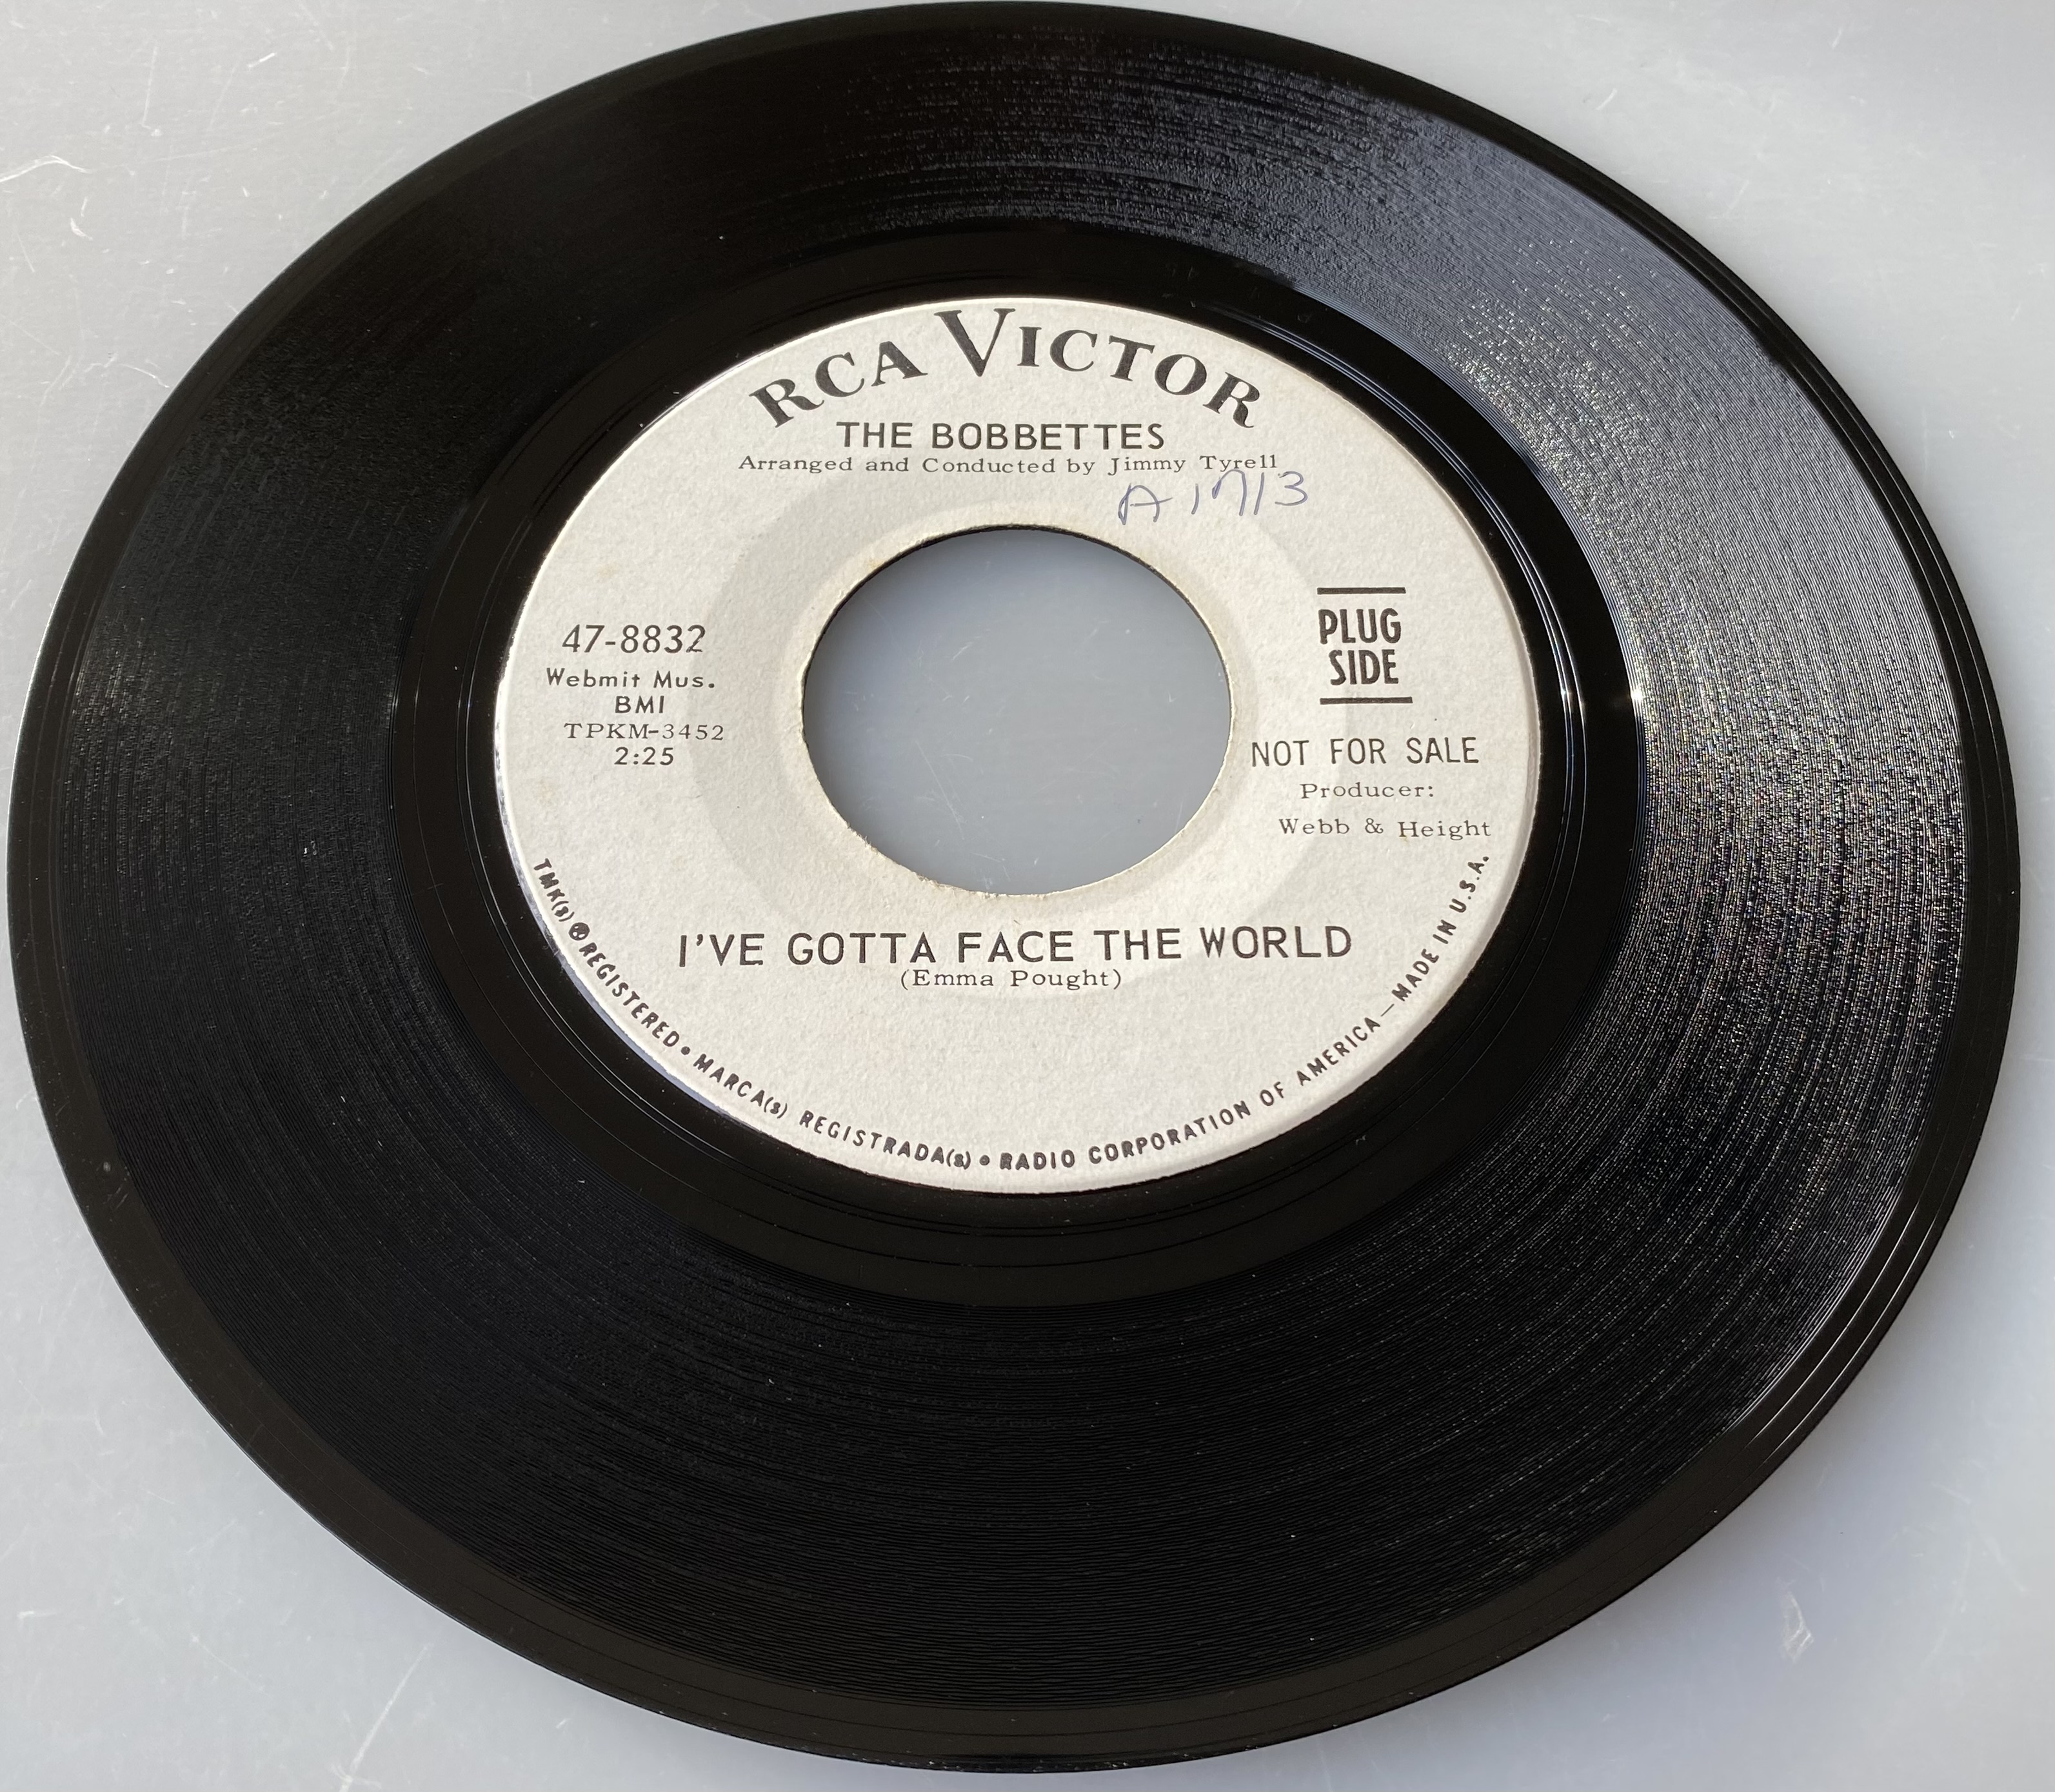 RCA VICTOR
THE BOBBETTES
Arranged and Conducted by Jimmy Tyrell
A1713
47-8832
Webmit Mus.
BMI
TPKM-3452
2:25
PLUG
SIDE
NOT FOR SALE
Producer:
Webb & Height
I'VE GOTTA FACE THE WORLD
(Emma Pought)
TMK(s) ® REGISTERED • MARCA(s) REGISTRADA(s) • RADIO CORPORATION OF AMERICA—MADE IN U.S.A.